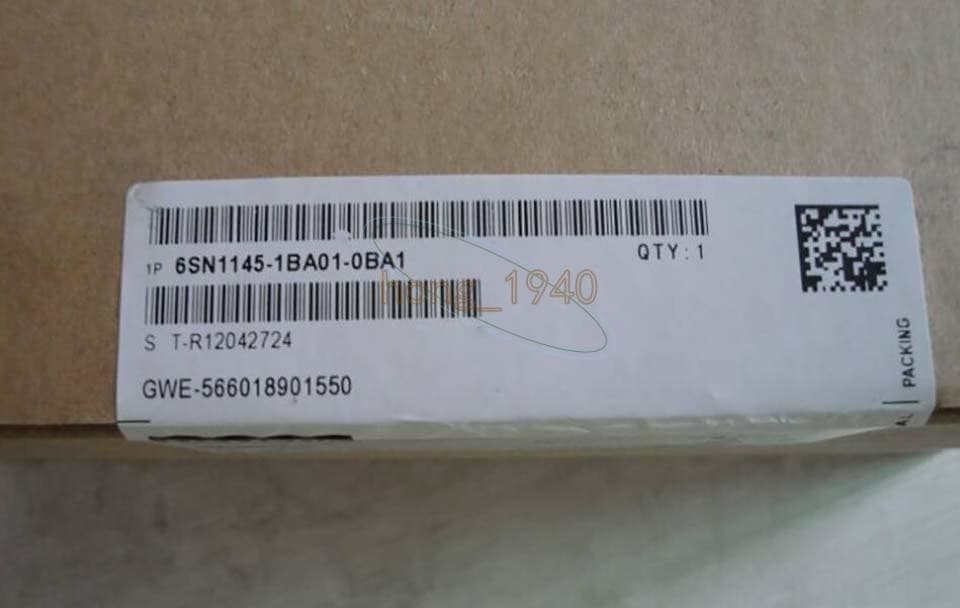 1P 6SN1145-1BA01-0BA1
QTY:1
hong_1940
S T-R12042724
GWE-566018901550
PACKING